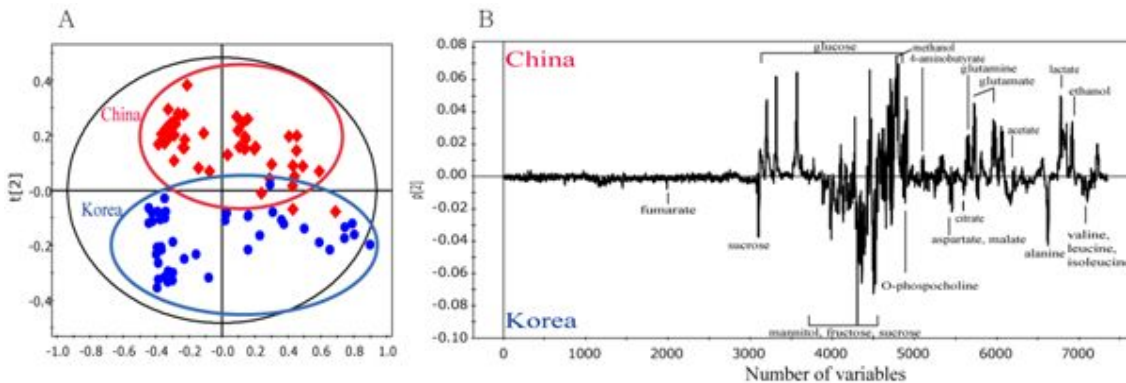 A
t[2]
0.4
0.2
-0.0
-0.2
-0.4
China
Korea
-1.0 -0.8 -0.6 -0.4 -0.2 -0.0 0.2 0.4 0.6 0.8 1.0
B
p[2]
0.08
0.06
0.04
0.02
0.00
-0.02
-0.04
-0.06
-0.08
-0.10
China
Korea
glucose
methanol
4-aminobutyrate
glutamine
glutamate
acetate
lactate
ethanol
fumarate
sucrose
mannitol, fructose, sucrose
O-phospocholine
citrate
aspartate, malate
alanine
valine,
leucine,
isoleucine
0 1000 2000 3000 4000 5000 6000 7000
Number of variables